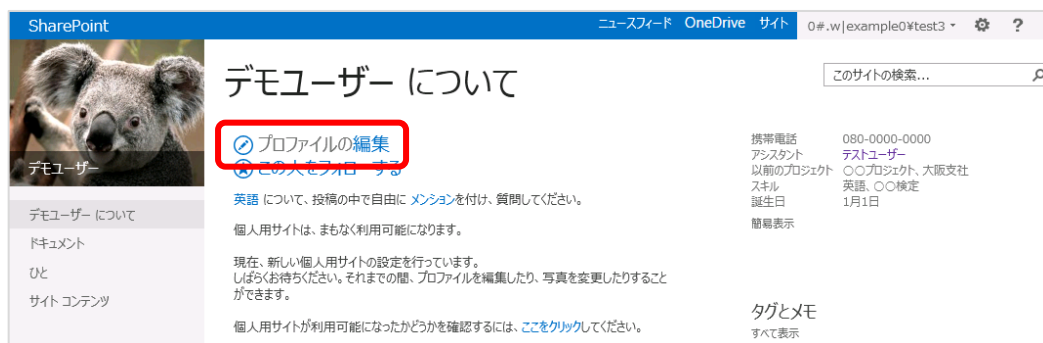 SharePoint
ニュースフィード OneDrive サイト 0#.w|example0¥test3 ?
デモユーザー
デモユーザー について
ドキュメント
ひと
サイト コンテンツ
デモユーザー について
このサイトの検索...
プロファイルの編集
この人をフォローする
英語 について、投稿の中で自由に メンションを付け、質問してください。
個人用サイトは、まもなく利用可能になります。
現在、新しい個人用サイトの設定を行っています。
しばらくお待ちください。それまでの間、プロファイルを編集したり、写真を変更したりすること
ができます。
個人用サイトが利用可能になったかどうかを確認するには、ここをクリックしてください。
携帯電話 080-0000-0000
アシスタント テストユーザー
以前のプロジェクト 〇〇プロジェクト、大阪支社
スキル 英語、〇〇検定
誕生日 1月1日
簡易表示
タグとメモ
すべて表示